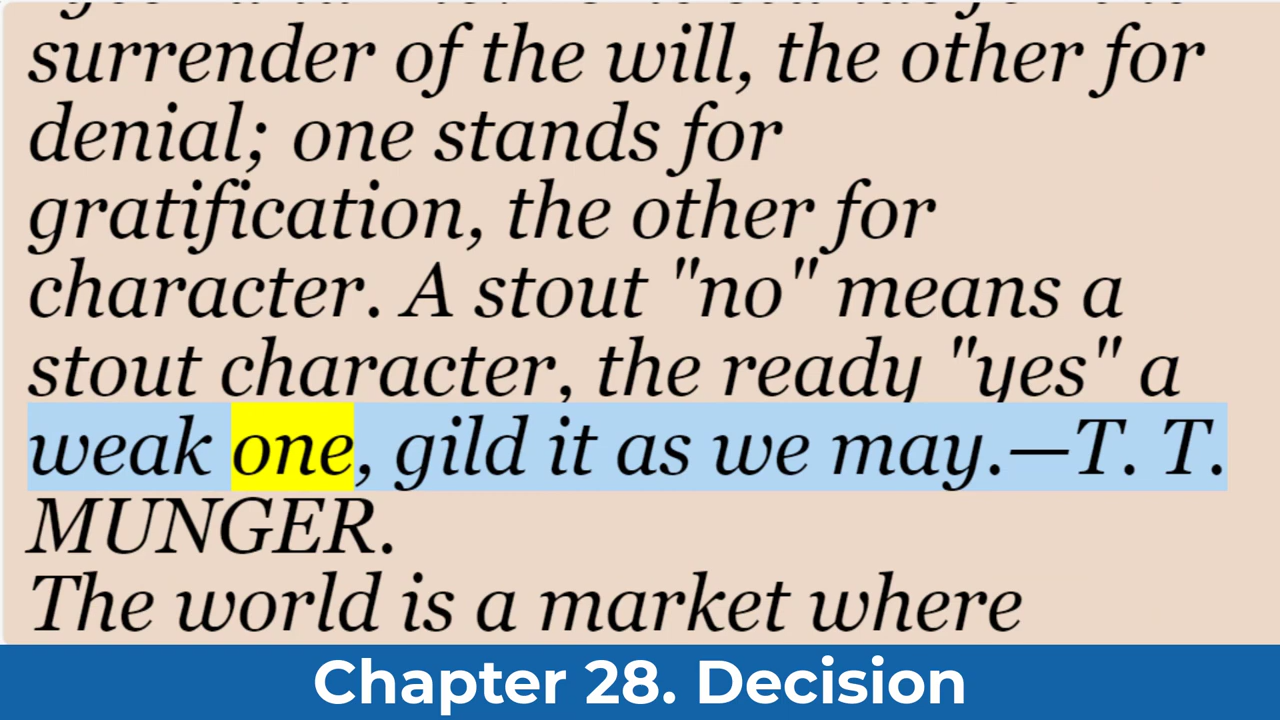 surrender of the will, the other for
denial; one stands for
gratification, the other for
character. A stout "no" means a
stout character, the ready "yes" a
weak one, gild it as we may.—T. T.
MUNGER.
The world is a market where
Chapter 28. Decision